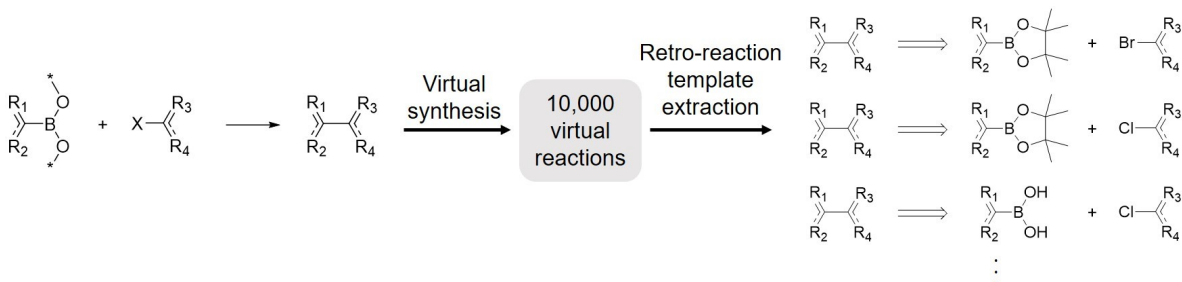 R1 R2 B O O * * + X R3 R4 R1 R2 R3 R4
Virtual
synthesis
10,000
virtual
reactions
Retro-reaction
template
extraction
R1 R2 R3 R4 R1 R2 B O O + Br R3 R4
R1 R2 R3 R4 R1 R2 B O O + Cl R3 R4
R1 R2 R3 R4 R1 R2 B OH OH + Cl R3 R4
: